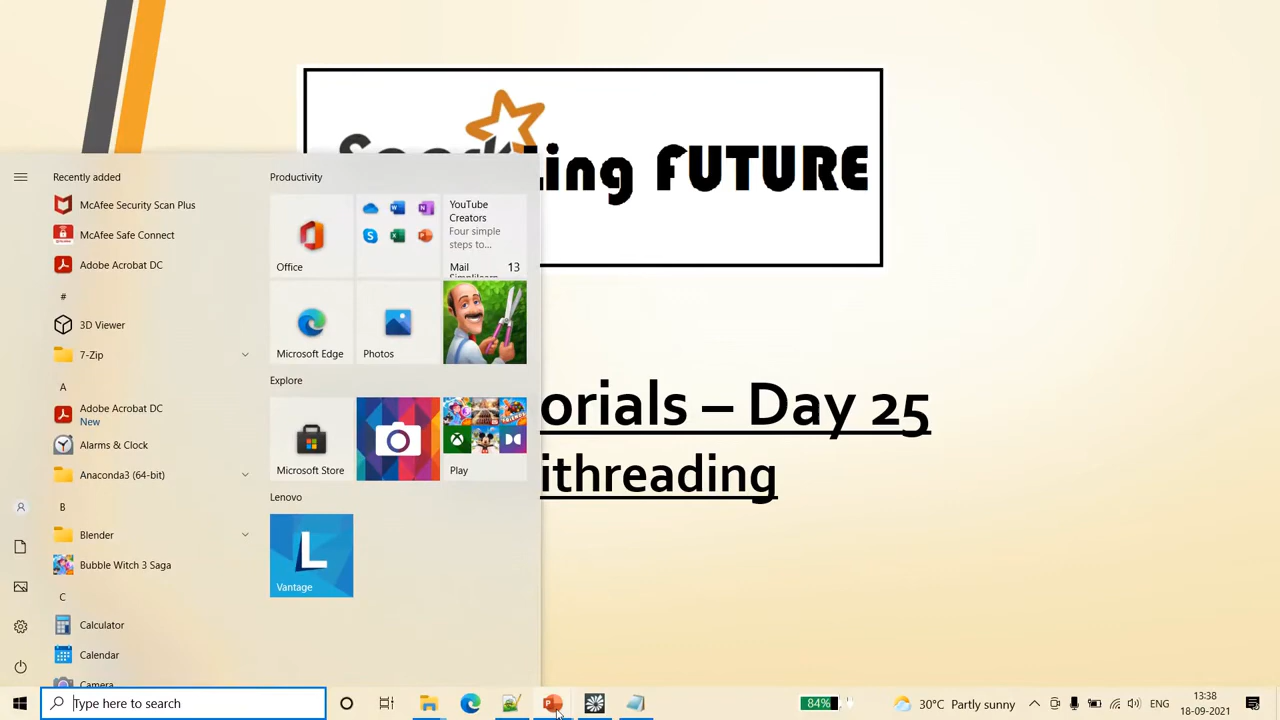 ing FUTURE
orials – Day 25
ithreading
Recently added
McAfee Security Scan Plus
McAfee Safe Connect
Adobe Acrobat DC
#
3D Viewer
7-Zip
A
Adobe Acrobat DC
New
Alarms & Clock
Anaconda3 (64-bit)
B
Blender
Bubble Witch 3 Saga
C
Calculator
Calendar
Camera
Productivity
Office
YouTube
Creators
Four simple
steps to...
Mail 13
Simplilearn
Microsoft Edge
Photos
Explore
Microsoft Store
Play
Lenovo
L
Vantage
Type here to search
84%
30°C Partly sunny
ENG
13:38
18-09-2021